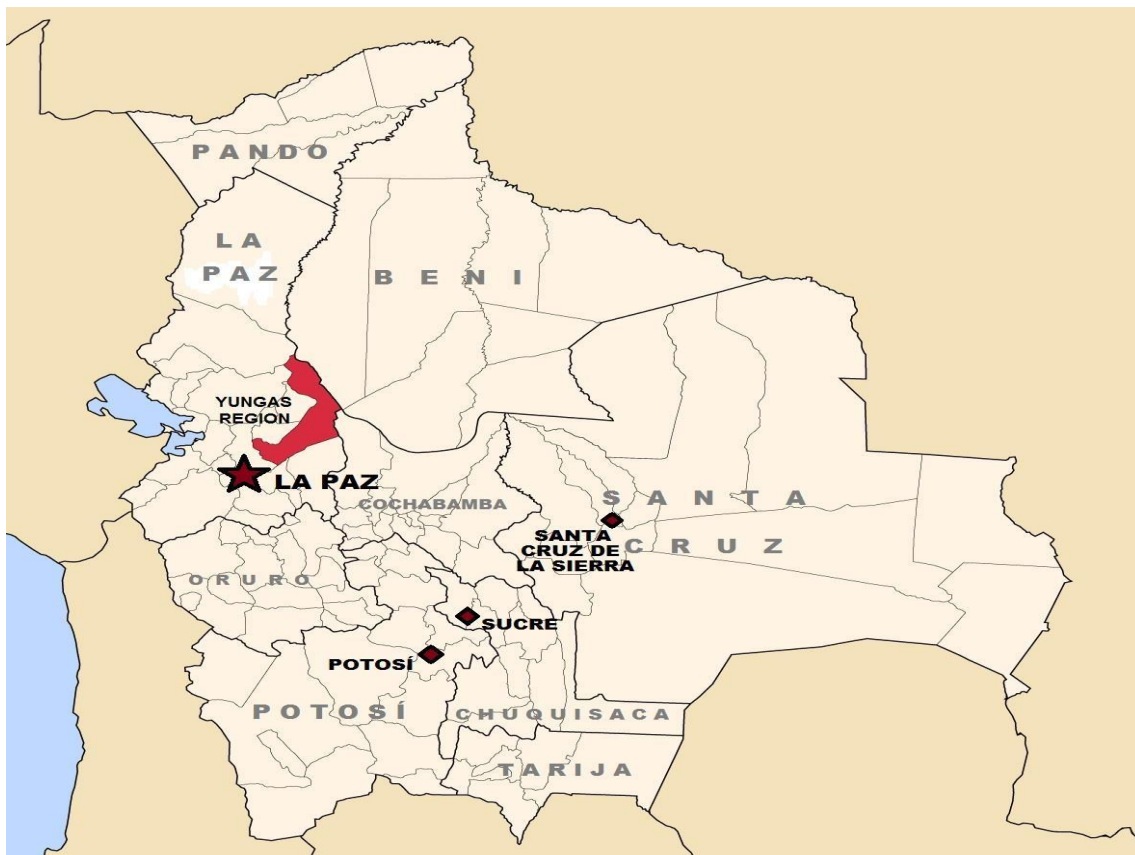 PANDO
LA
PAZ
BENI
YUNGAS
REGION
LA PAZ
COCHABAMBA
SANTA
CRUZ
SANTA
CRUZ DE
LA SIERRA
ORURO
SUCRE
POTOSÍ
POTOSÍ
CHUQUISACA
TARIJA